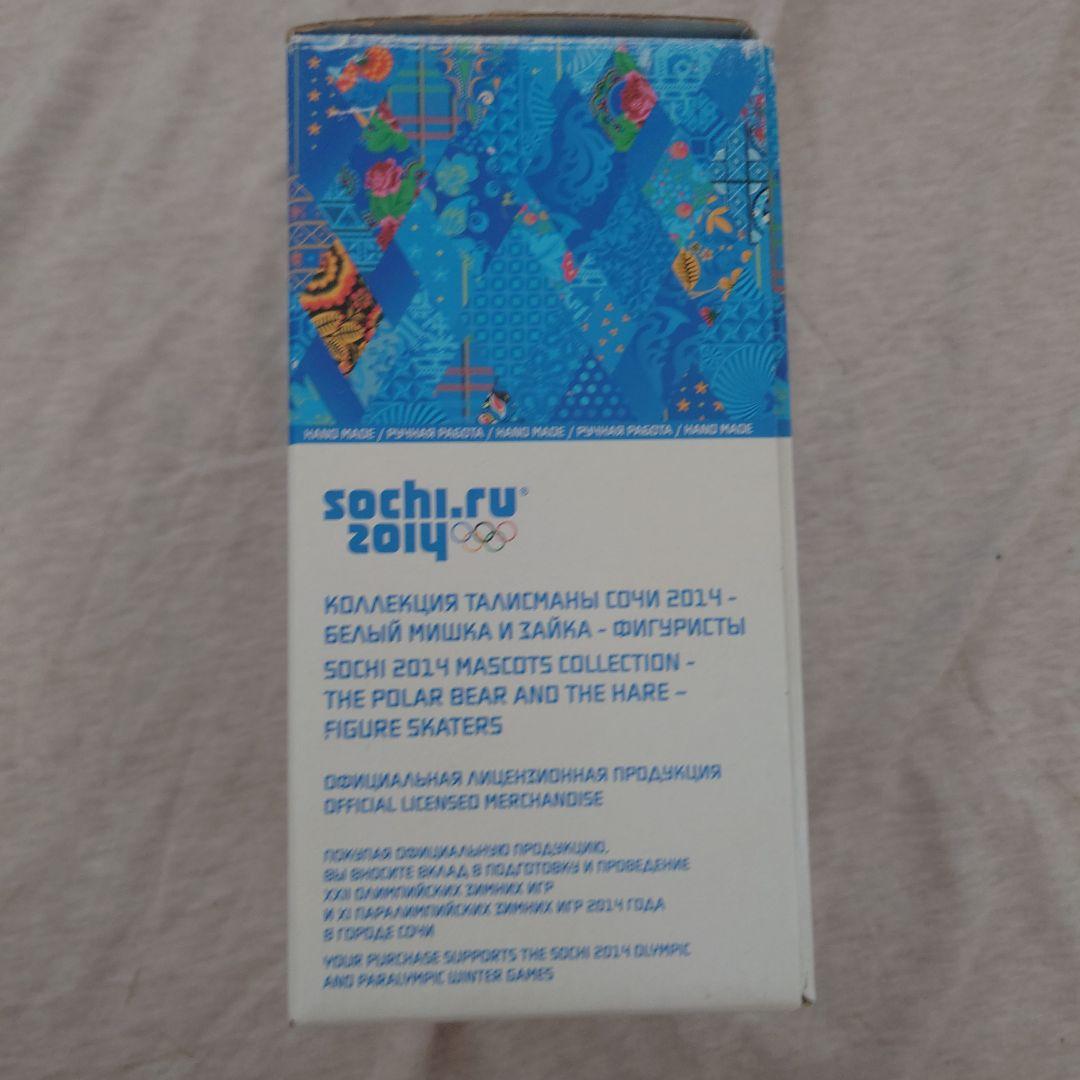 HAND MADE / РУЧНАЯ РАБОТА / HAND MADE / РУЧНАЯ РАБОТА / HAND MADE
sochi.ru®
2014
КОЛЛЕКЦИЯ ТАЛИСМАНЫ СОЧИ 2014 -
БЕЛЫЙ МИШКА И ЗАЙКА - ФИГУРИСТЫ
SOCHI 2014 MASCOTS COLLECTION -
THE POLAR BEAR AND THE HARE –
FIGURE SKATERS
ОФИЦИАЛЬНАЯ ЛИЦЕНЗИОННАЯ ПРОДУКЦИЯ
OFFICIAL LICENSED MERCHANDISE
ПОКУПАЯ ОФИЦИАЛЬНУЮ ПРОДУКЦИЮ,
ВЫ ВНОСИТЕ ВКЛАД В ПОДГОТОВКУ И ПРОВЕДЕНИЕ
XXII ОЛИМПИЙСКИХ ЗИМНИХ ИГР
И XI ПАРАЛИМПИЙСКИХ ЗИМНИХ ИГР 2014 ГОДА
В ГОРОДЕ СОЧИ
YOUR PURCHASE SUPPORTS THE SOCHI 2014 OLYMPIC
AND PARALYMPIC WINTER GAMES